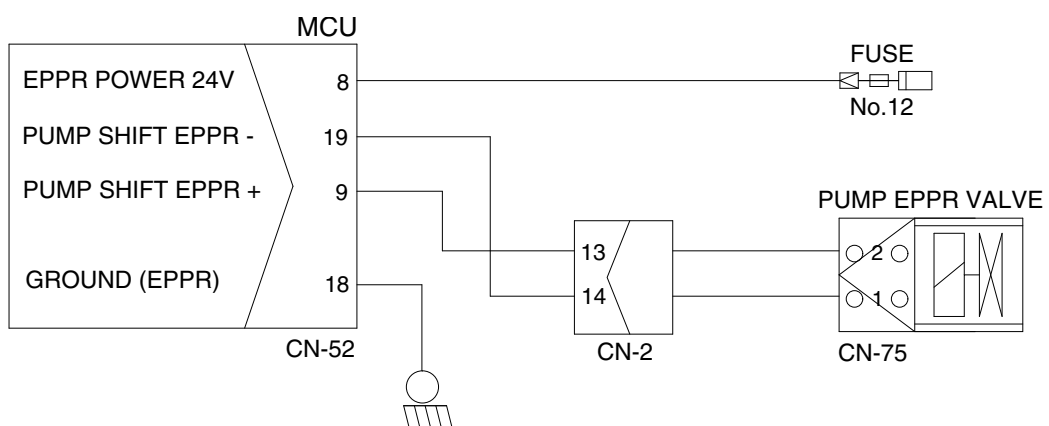 MCU
EPPR POWER 24V
8
FUSE
No.12
PUMP SHIFT EPPR -
19
PUMP SHIFT EPPR +
9
PUMP EPPR VALVE
13
2
GROUND (EPPR)
18
14
1
CN-52
CN-2
CN-75